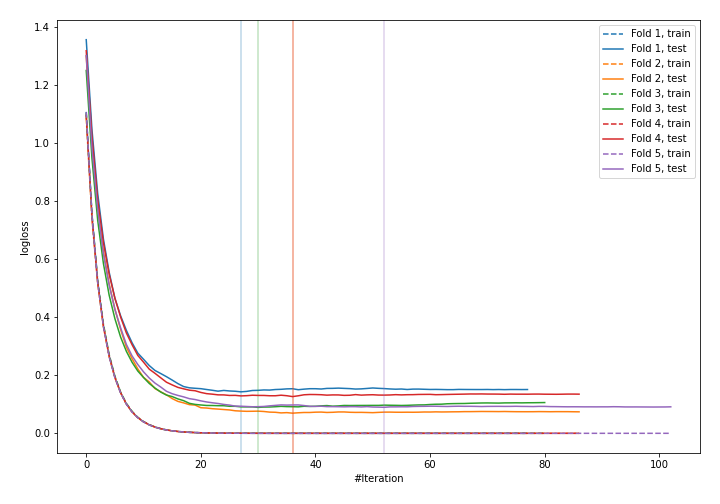 1.4
1.2
1.0
0.8
0.6
0.4
0.2
0.0
logloss
0
20
40
60
80
100
#Iteration
Fold 1, train
Fold 1, test
Fold 2, train
Fold 2, test
Fold 3, train
Fold 3, test
Fold 4, train
Fold 4, test
Fold 5, train
Fold 5, test